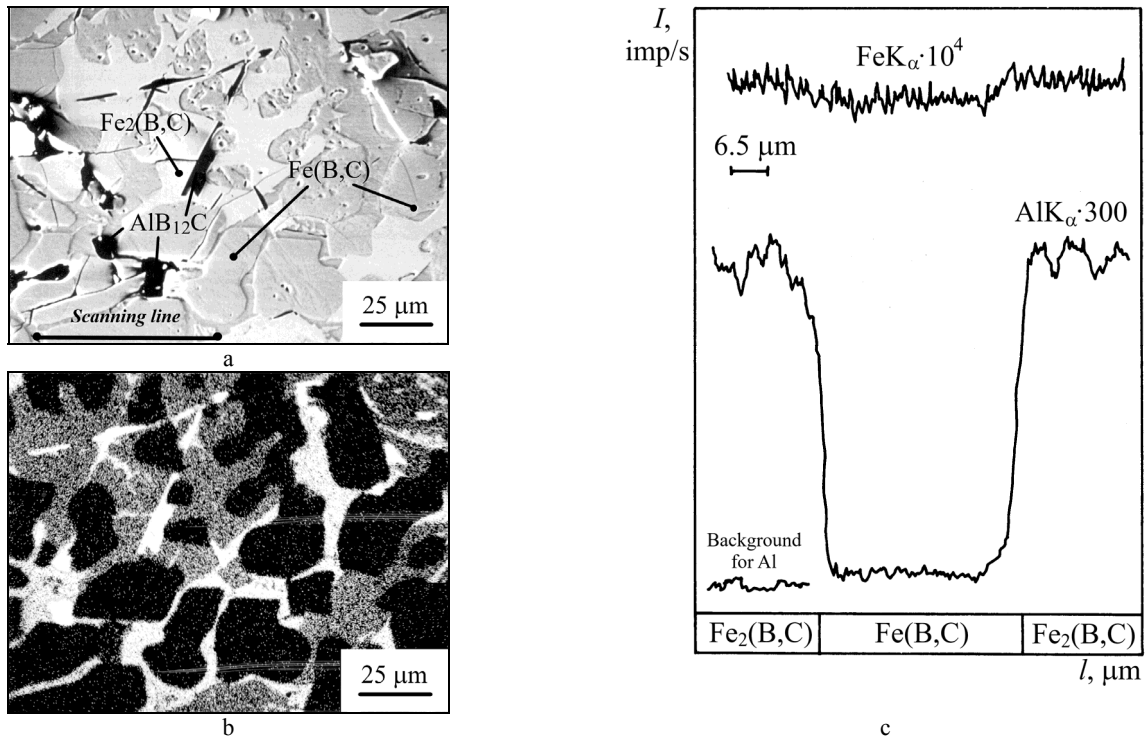 Fe₂(B,C)
Fe(B,C)
AlB₁₂C
25 μm
Scanning line
a
25 μm
b
I,
imp/s
FeKα·10⁴
6.5 μm
AlKα·300
Background
for Al
Fe₂(B,C) Fe(B,C) Fe₂(B,C)
l, μm
c